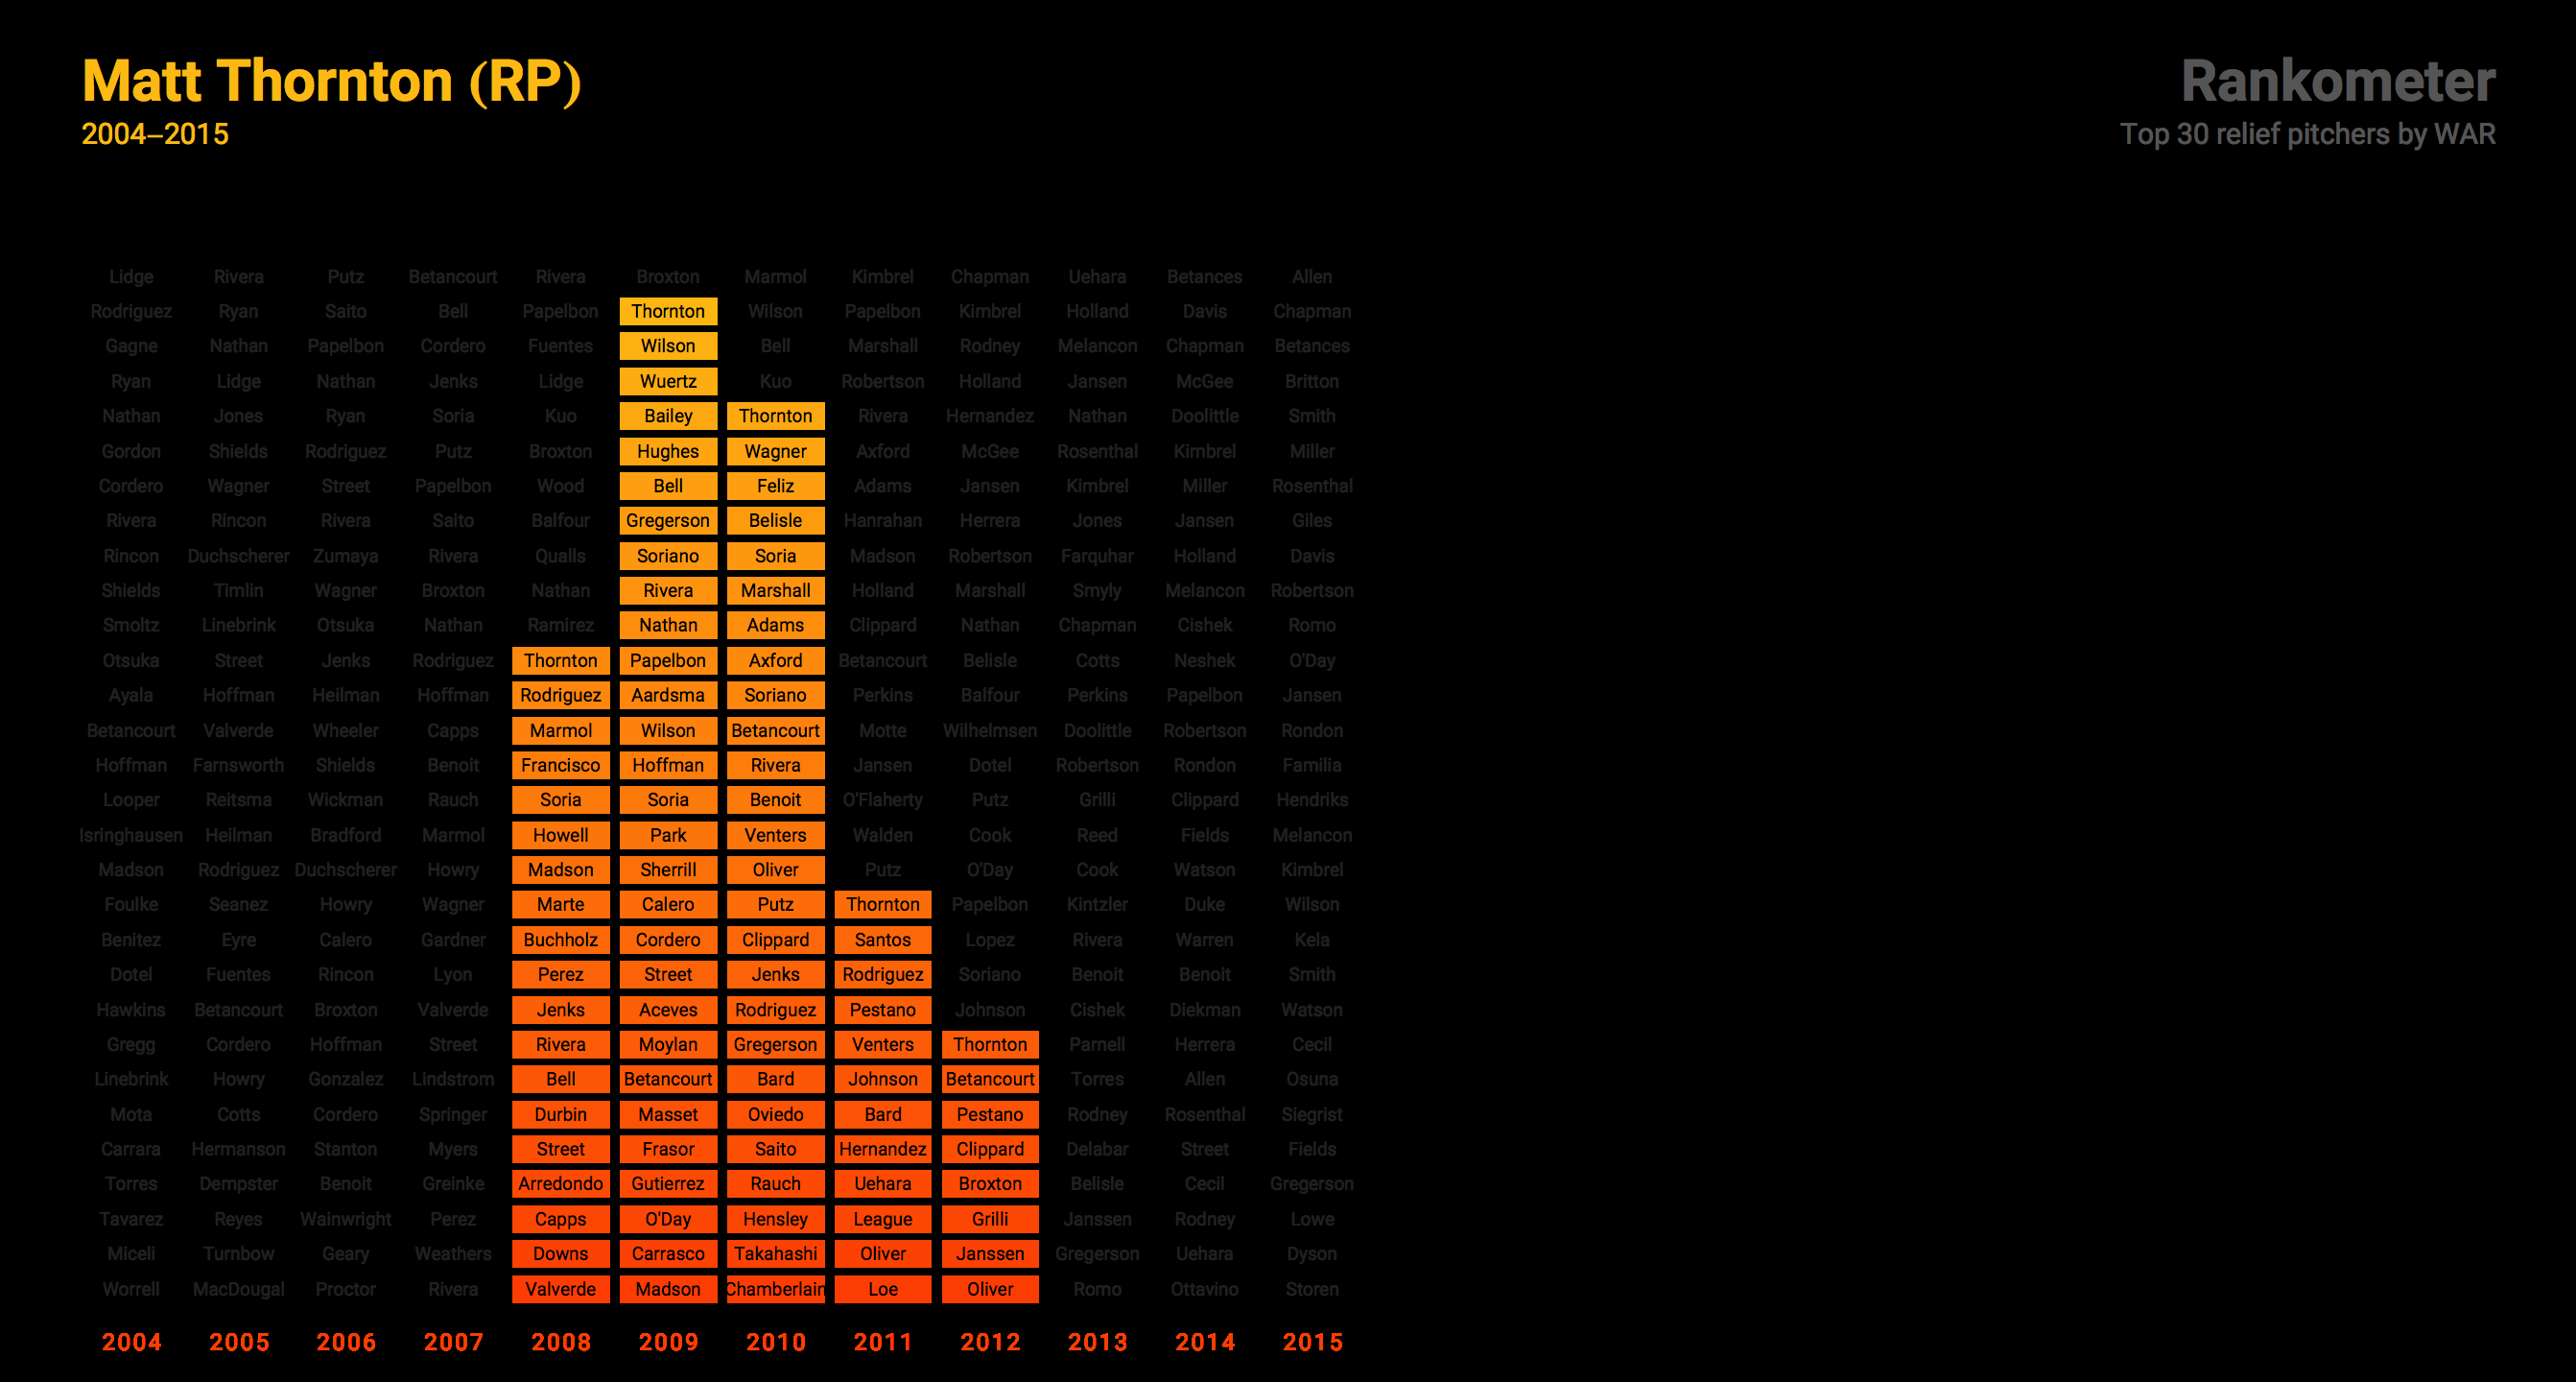 Matt Thornton (RP)
2004–2015
Rankometer
Top 30 relief pitchers by WAR
Lidge Rivera Putz Betancourt Rivera Broxton Marmol Kimbrel Chapman Uehara Betances Allen
Rodriguez Ryan Saito Bell Papelbon Thornton Wilson Papelbon Kimbrel Holland Davis Chapman
Gagne Nathan Papelbon Cordero Fuentes Wilson Bell Marshall Rodney Melancon Chapman Betances
Ryan Lidge Nathan Jenks Lidge Wuertz Kuo Robertson Holland Jansen McGee Britton
Nathan Jones Ryan Soria Kuo Bailey Thornton Rivera Hernandez Nathan Doolittle Smith
Gordon Shields Rodriguez Putz Broxton Hughes Wagner Axford McGee Rosenthal Kimbrel Miller
Cordero Wagner Street Papelbon Wood Bell Feliz Adams Jansen Kimbrel Miller Rosenthal
Rivera Rincon Rivera Saito Balfour Gregerson Belisle Hanrahan Herrera Jones Jansen Giles
Rincon Duchscherer Zumaya Rivera Qualls Soriano Soria Madson Robertson Farquhar Holland Davis
Shields Timlin Wagner Broxton Nathan Rivera Marshall Holland Marshall Smyly Melancon Robertson
Smoltz Linebrink Otsuka Nathan Ramirez Nathan Adams Clippard Nathan Chapman Cishek Romo
Otsuka Street Jenks Rodriguez Thornton Papelbon Axford Betancourt Belisle Cotts Neshek O'Day
Ayala Hoffman Heilman Hoffman Rodriguez Aardsma Soriano Perkins Balfour Perkins Papelbon Jansen
Betancourt Valverde Wheeler Capps Marmol Wilson Betancourt Motte Wilhelmsen Doolittle Robertson Rondon
Hoffman Farnsworth Shields Benoit Francisco Hoffman Rivera Jansen Dotel Robertson Rondon Familia
Looper Reitsma Wickman Rauch Soria Soria Benoit O'Flaherty Putz Grilli Clippard Hendriks
Isringhausen Heilman Bradford Marmol Howell Park Venters Walden Cook Reed Fields Melancon
Madson Rodriguez Duchscherer Howry Madson Sherrill Oliver Putz O'Day Cook Watson Kimbrel
Foulke Seanez Howry Wagner Marte Calero Putz Thornton Papelbon Kintzler Duke Wilson
Benitez Eyre Calero Gardner Buchholz Cordero Clippard Santos Lopez Rivera Warren Kela
Dotel Fuentes Rincon Lyon Perez Street Jenks Rodriguez Soriano Benoit Benoit Smith
Hawkins Betancourt Broxton Valverde Jenks Aceves Rodriguez Pestano Johnson Cishek Diekman Watson
Gregg Cordero Hoffman Street Rivera Moylan Gregerson Venters Thornton Parnell Herrera Cecil
Linebrink Howry Gonzalez Lindstrom Bell Betancourt Bard Johnson Betancourt Torres Allen Osuna
Mota Cotts Cordero Springer Durbin Masset Oviedo Bard Pestano Rodney Rosenthal Siegrist
Carrara Hermanson Stanton Myers Street Frasor Saito Hernandez Clippard Delabar Street Fields
Torres Dempster Benoit Greinke Arredondo Gutierrez Rauch Uehara Broxton Belisle Cecil Gregerson
Tavarez Reyes Wainwright Perez Capps O'Day Hensley League Grilli Janssen Rodney Lowe
Miceli Turnbow Geary Weathers Downs Carrasco Takahashi Oliver Janssen Gregerson Uehara Dyson
Worrell MacDougal Proctor Rivera Valverde Madson Chamberlain Loe Oliver Romo Ottavino Storen
2004 2005 2006 2007 2008 2009 2010 2011 2012 2013 2014 2015